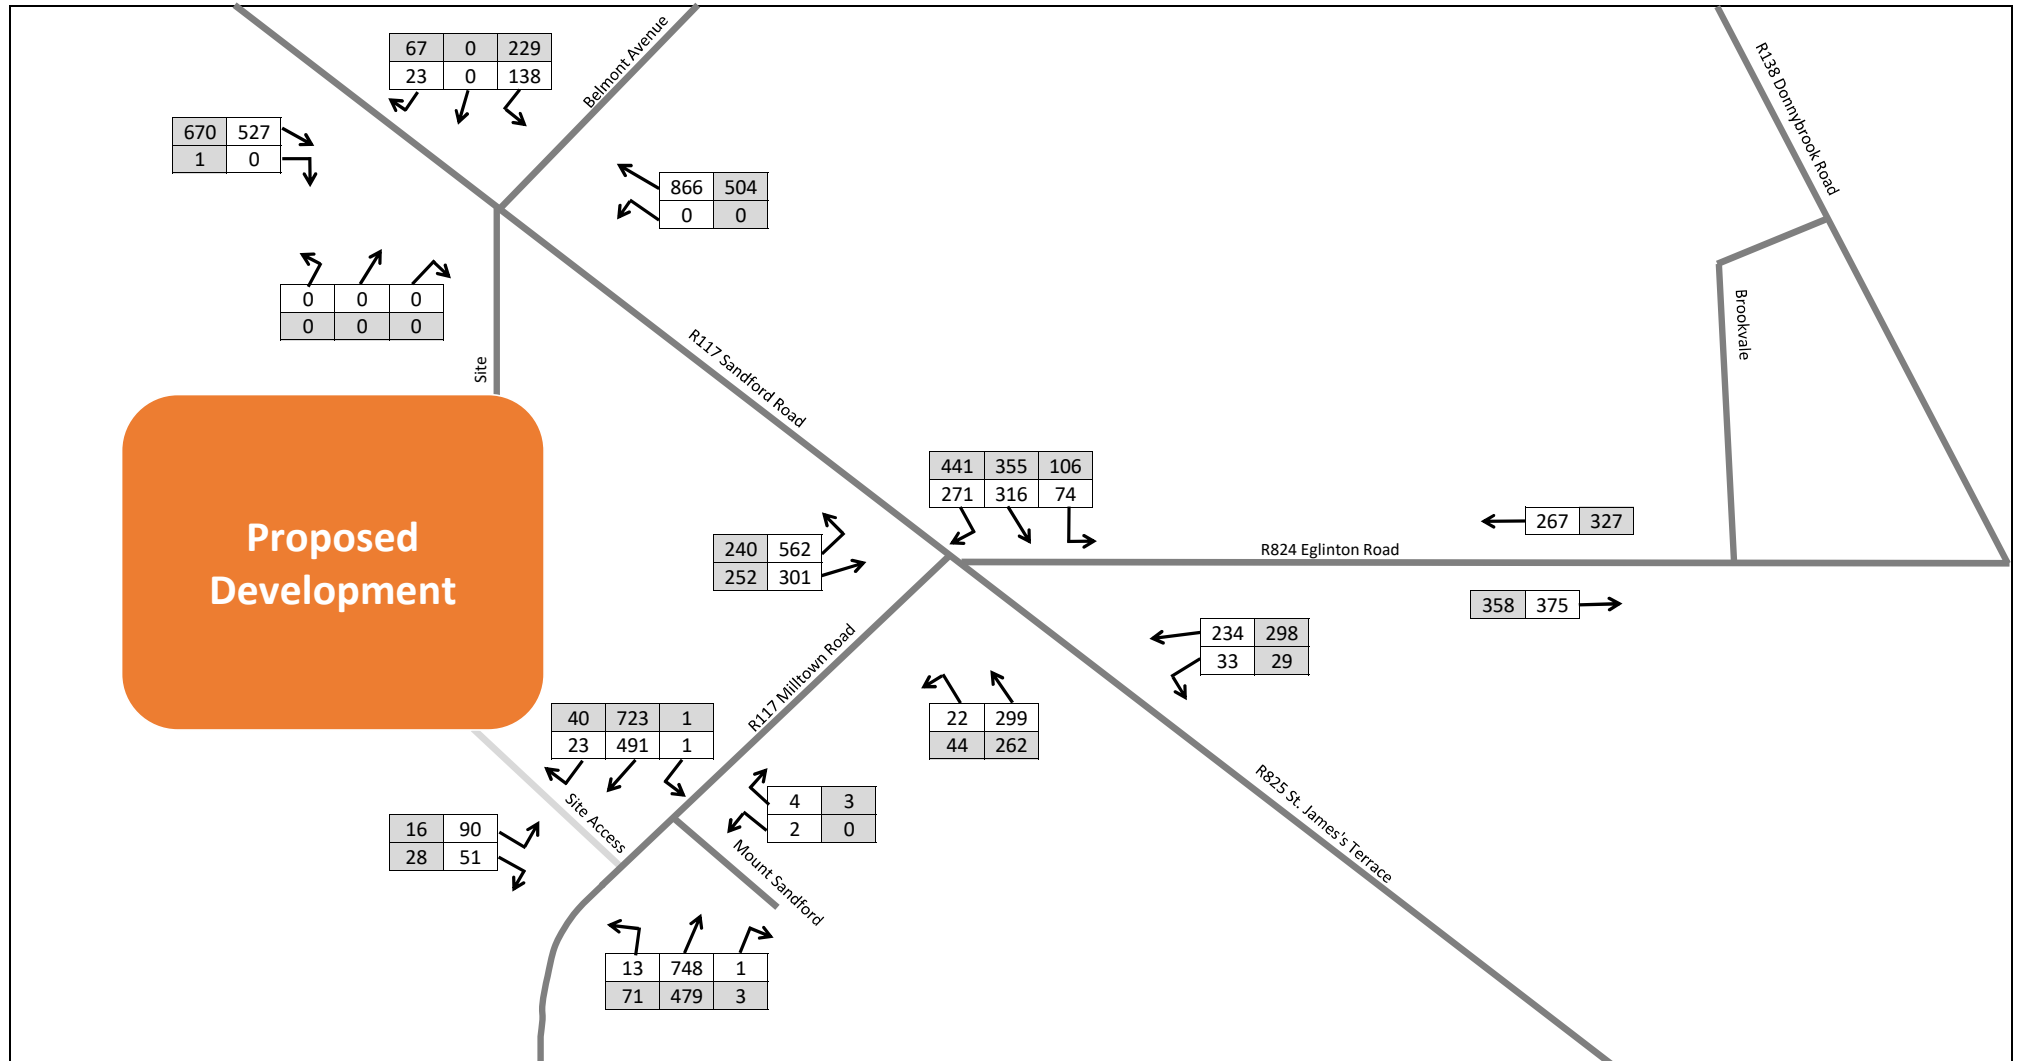 67 0 229
23 0 138
Belmont Avenue
R138 Donnybrook Road
670 527
1 0
866 504
0 0
0 0 0
0 0 0
Site
R117 Sandford Road
Brookvale
Proposed
Development
441 355 106
271 316 74
240 562
252 301
267 327
R824 Eglinton Road
358 375
234 298
33 29
R117 Milltown Road
22 299
44 262
40 723 1
23 491 1
Site Access
4 3
2 0
16 90
28 51
Mount Sandford
R825 St. James's Terrace
13 748 1
71 479 3